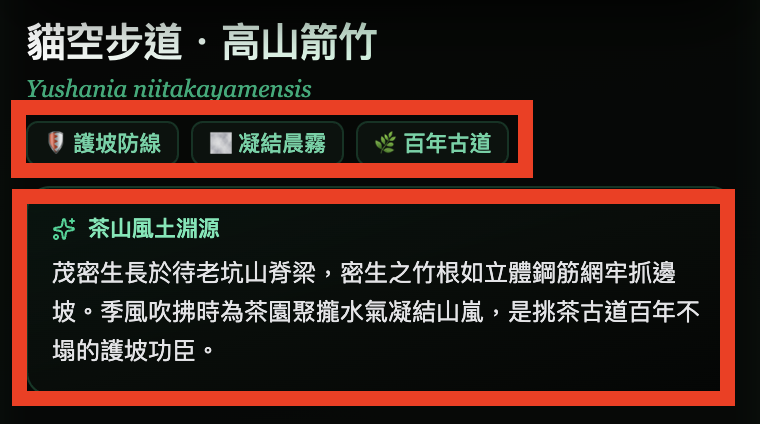 貓空步道・高山箭竹
Yushania niitakayamensis
護坡防線 凝結晨霧 百年古道
茶山風土淵源
茂密生長於待老坑山脊梁，密生之竹根如立體鋼筋網牢抓邊
坡。季風吹拂時為茶園聚攏水氣凝結山嵐，是挑茶古道百年不
塌的護坡功臣。